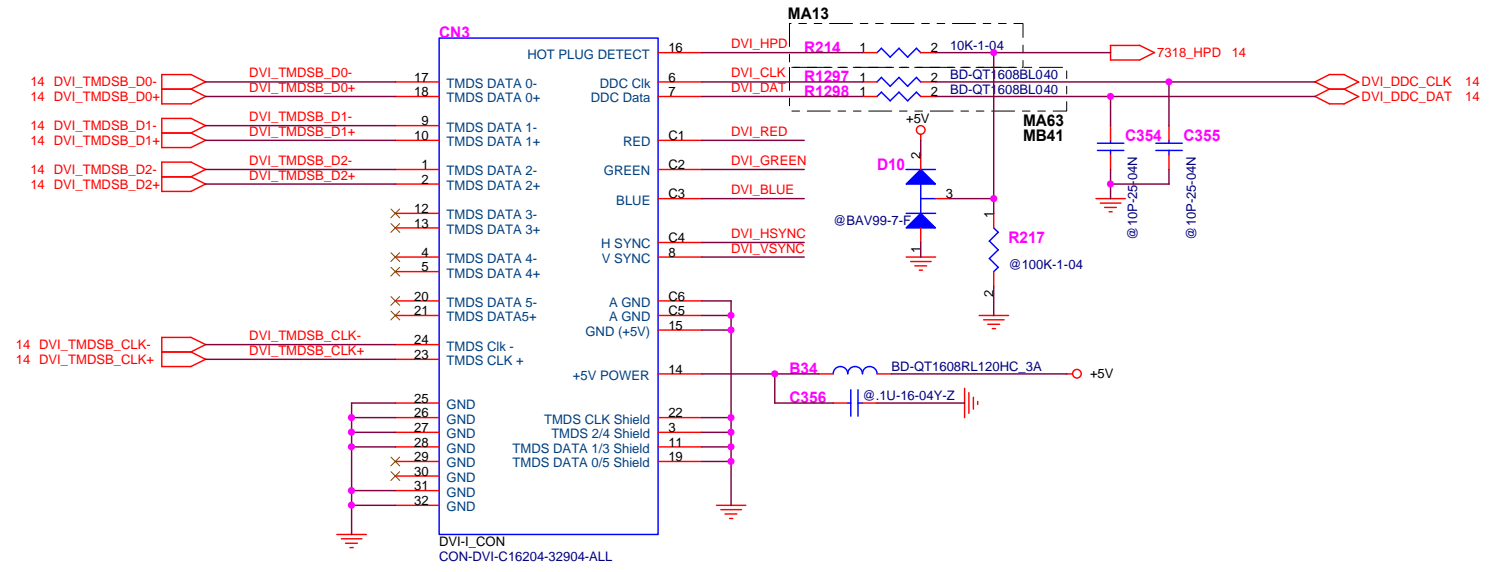 MA13
CN3
HOT PLUG DETECT 16 DVI_HPD R214 1 2 10K-1-04 7318_HPD 14
14 DVI_TMDSB_D0- DVI_TMDSB_D0- 17 TMDS DATA 0-
14 DVI_TMDSB_D0+ DVI_TMDSB_D0+ 18 TMDS DATA 0+
DDC Clk 6 DVI_CLK R1297 1 2 BD-QT1608BL040 DVI_DDC_CLK 14
DDC Data 7 DVI_DAT R1298 1 2 BD-QT1608BL040 DVI_DDC_DAT 14
MA63
MB41
14 DVI_TMDSB_D1- DVI_TMDSB_D1- 9 TMDS DATA 1-
14 DVI_TMDSB_D1+ DVI_TMDSB_D1+ 10 TMDS DATA 1+
RED C1 DVI_RED
+5V
C354
C355
@10P-25-04N
@10P-25-04N
14 DVI_TMDSB_D2- DVI_TMDSB_D2- 1 TMDS DATA 2-
14 DVI_TMDSB_D2+ DVI_TMDSB_D2+ 2 TMDS DATA 2+
GREEN C2 DVI_GREEN
BLUE C3 DVI_BLUE
D10
2
3
1
@BAV99-7-F
12 TMDS DATA 3-
13 TMDS DATA 3+
H SYNC C4 DVI_HSYNC
V SYNC 8 DVI_VSYNC
1
R217
@100K-1-04
2
4 TMDS DATA 4-
5 TMDS DATA 4+
20 TMDS DATA 5-
21 TMDS DATA5+
A GND C6
A GND C5
GND (+5V) 15
14 DVI_TMDSB_CLK- DVI_TMDSB_CLK- 24 TMDS Clk -
14 DVI_TMDSB_CLK+ DVI_TMDSB_CLK+ 23 TMDS CLK +
+5V POWER 14 B34 BD-QT1608RL120HC_3A +5V
C356 @.1U-16-04Y-Z
25 GND
26 GND
27 GND
28 GND
29 GND
30 GND
31 GND
32 GND
TMDS CLK Shield 22
TMDS 2/4 Shield 3
TMDS DATA 1/3 Shield 11
TMDS DATA 0/5 Shield 19
DVI-I_CON
CON-DVI-C16204-32904-ALL